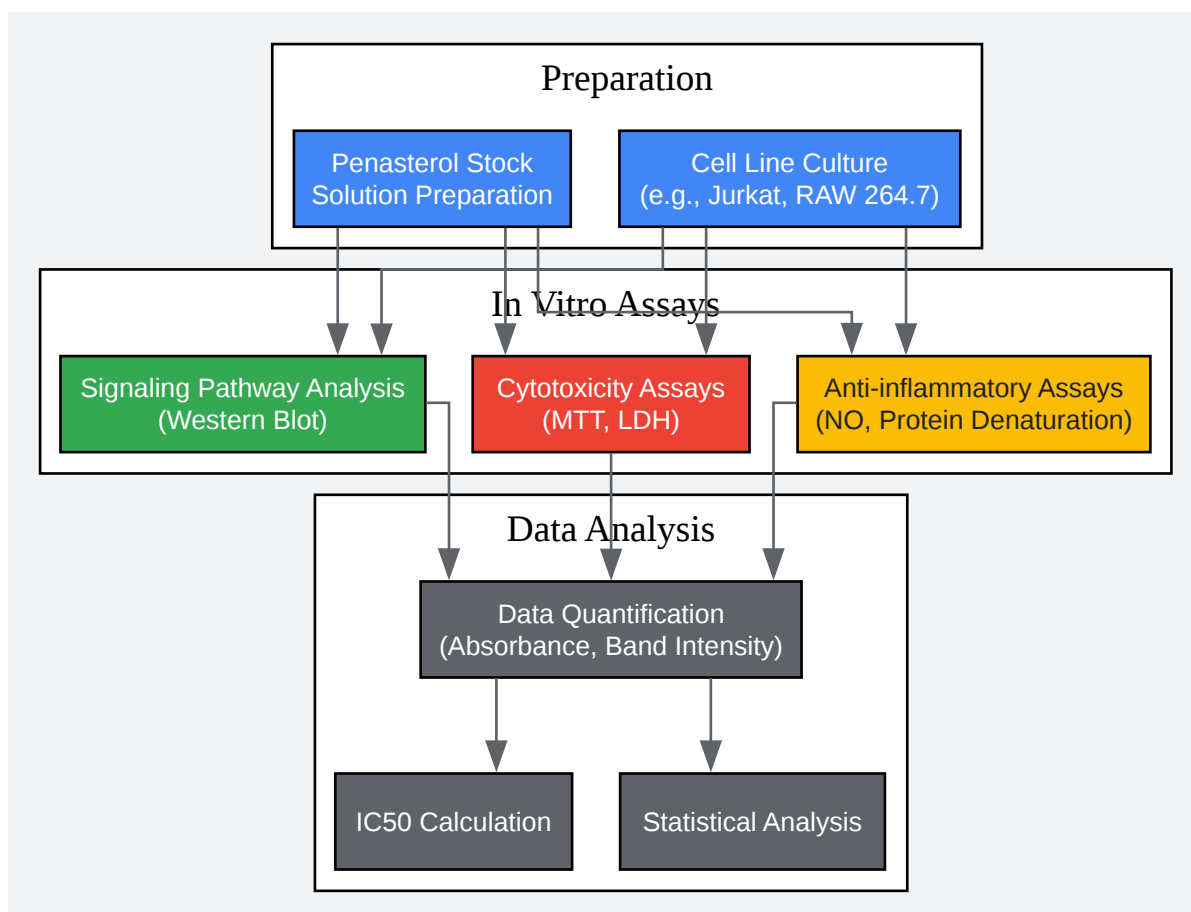 Preparation
Penasterol Stock
Solution Preparation
Cell Line Culture
(e.g., Jurkat, RAW 264.7)
In Vitro Assays
Signaling Pathway Analysis
(Western Blot)
Cytotoxicity Assays
(MTT, LDH)
Anti-inflammatory Assays
(NO, Protein Denaturation)
Data Analysis
Data Quantification
(Absorbance, Band Intensity)
IC50 Calculation
Statistical Analysis